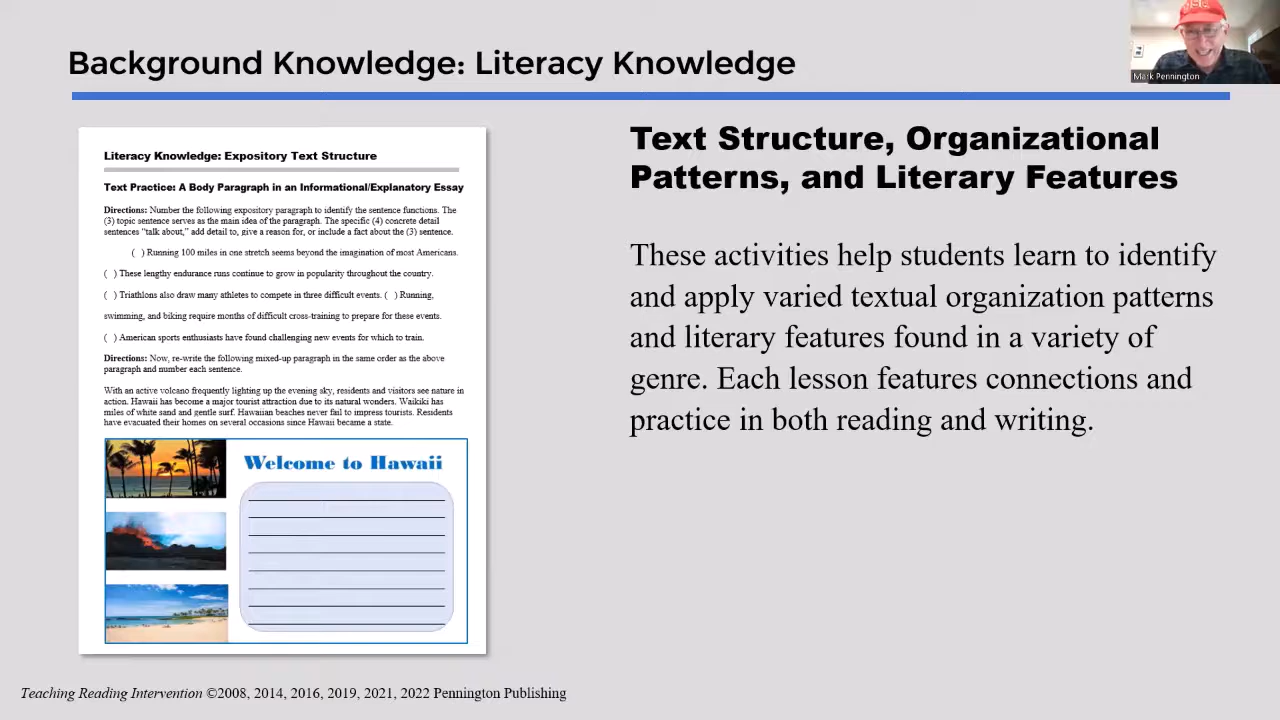 Background Knowledge: Literacy Knowledge
Mark Pennington
Literacy Knowledge: Expository Text Structure
Text Practice: A Body Paragraph in an Informational/Explanatory Essay
Directions: Number the following expository paragraph to identify the sentence functions. The
(3) topic sentence serves as the main idea of the paragraph. The specific (4) concrete detail
sentences “talk about,” add detail to, give a reason for, or include a fact about the (3) sentence.
( ) Running 100 miles in one stretch seems beyond the imagination of most Americans.
( ) These lengthy endurance runs continue to grow in popularity throughout the country.
( ) Triathlons also draw many athletes to compete in three difficult events. ( ) Running,
swimming, and biking require months of difficult cross-training to prepare for these events.
( ) American sports enthusiasts have found challenging new events for which to train.
Directions: Now, re-write the following mixed-up paragraph in the same order as the above
paragraph and number each sentence.
With an active volcano frequently lighting up the evening sky, residents and visitors see nature in
action. Hawaii has become a major tourist attraction due to its natural wonders. Waikiki has
miles of white sand and gentle surf. Hawaiian beaches never fail to impress tourists. Residents
have evacuated their homes on several occasions since Hawaii became a state.
Welcome to Hawaii
Text Structure, Organizational
Patterns, and Literary Features
These activities help students learn to identify
and apply varied textual organization patterns
and literary features found in a variety of
genre. Each lesson features connections and
practice in both reading and writing.
Teaching Reading Intervention ©2008, 2014, 2016, 2019, 2021, 2022 Pennington Publishing